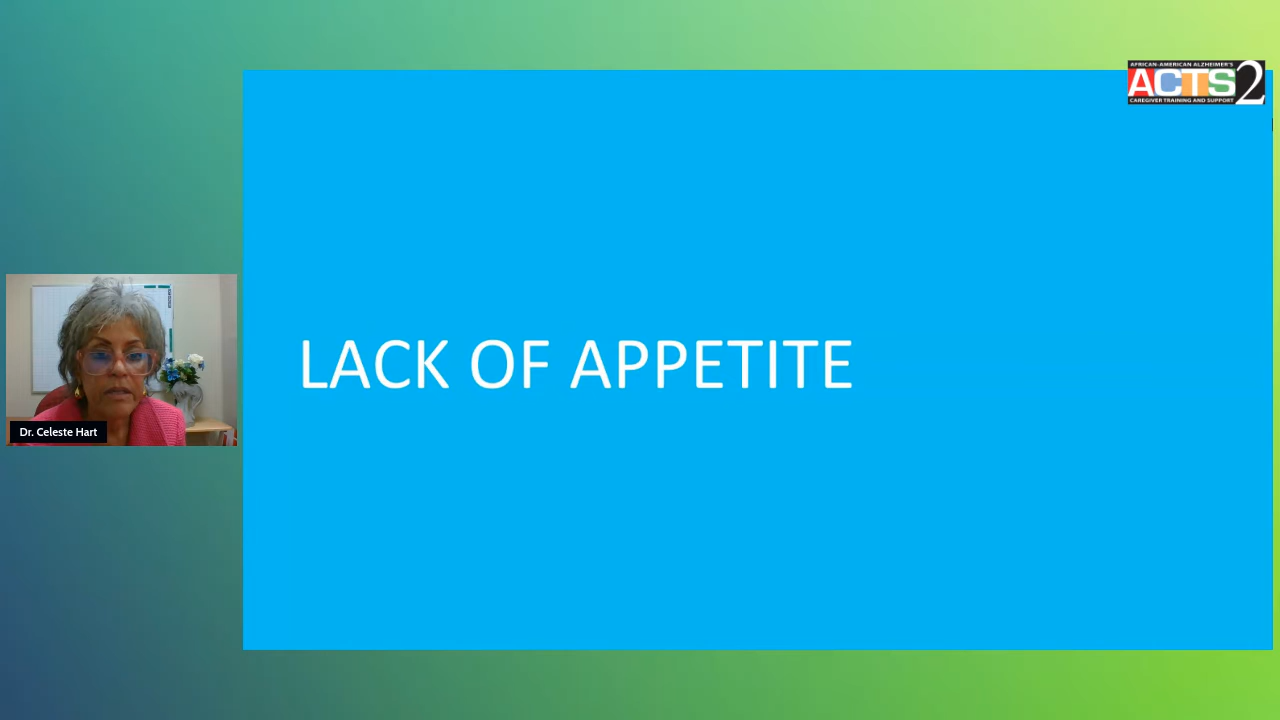 AFRICAN-AMERICAN ALZHEIMER'S
ACTS2
CAREGIVER TRAINING AND SUPPORT
LACK OF APPETITE
Dr. Celeste Hart